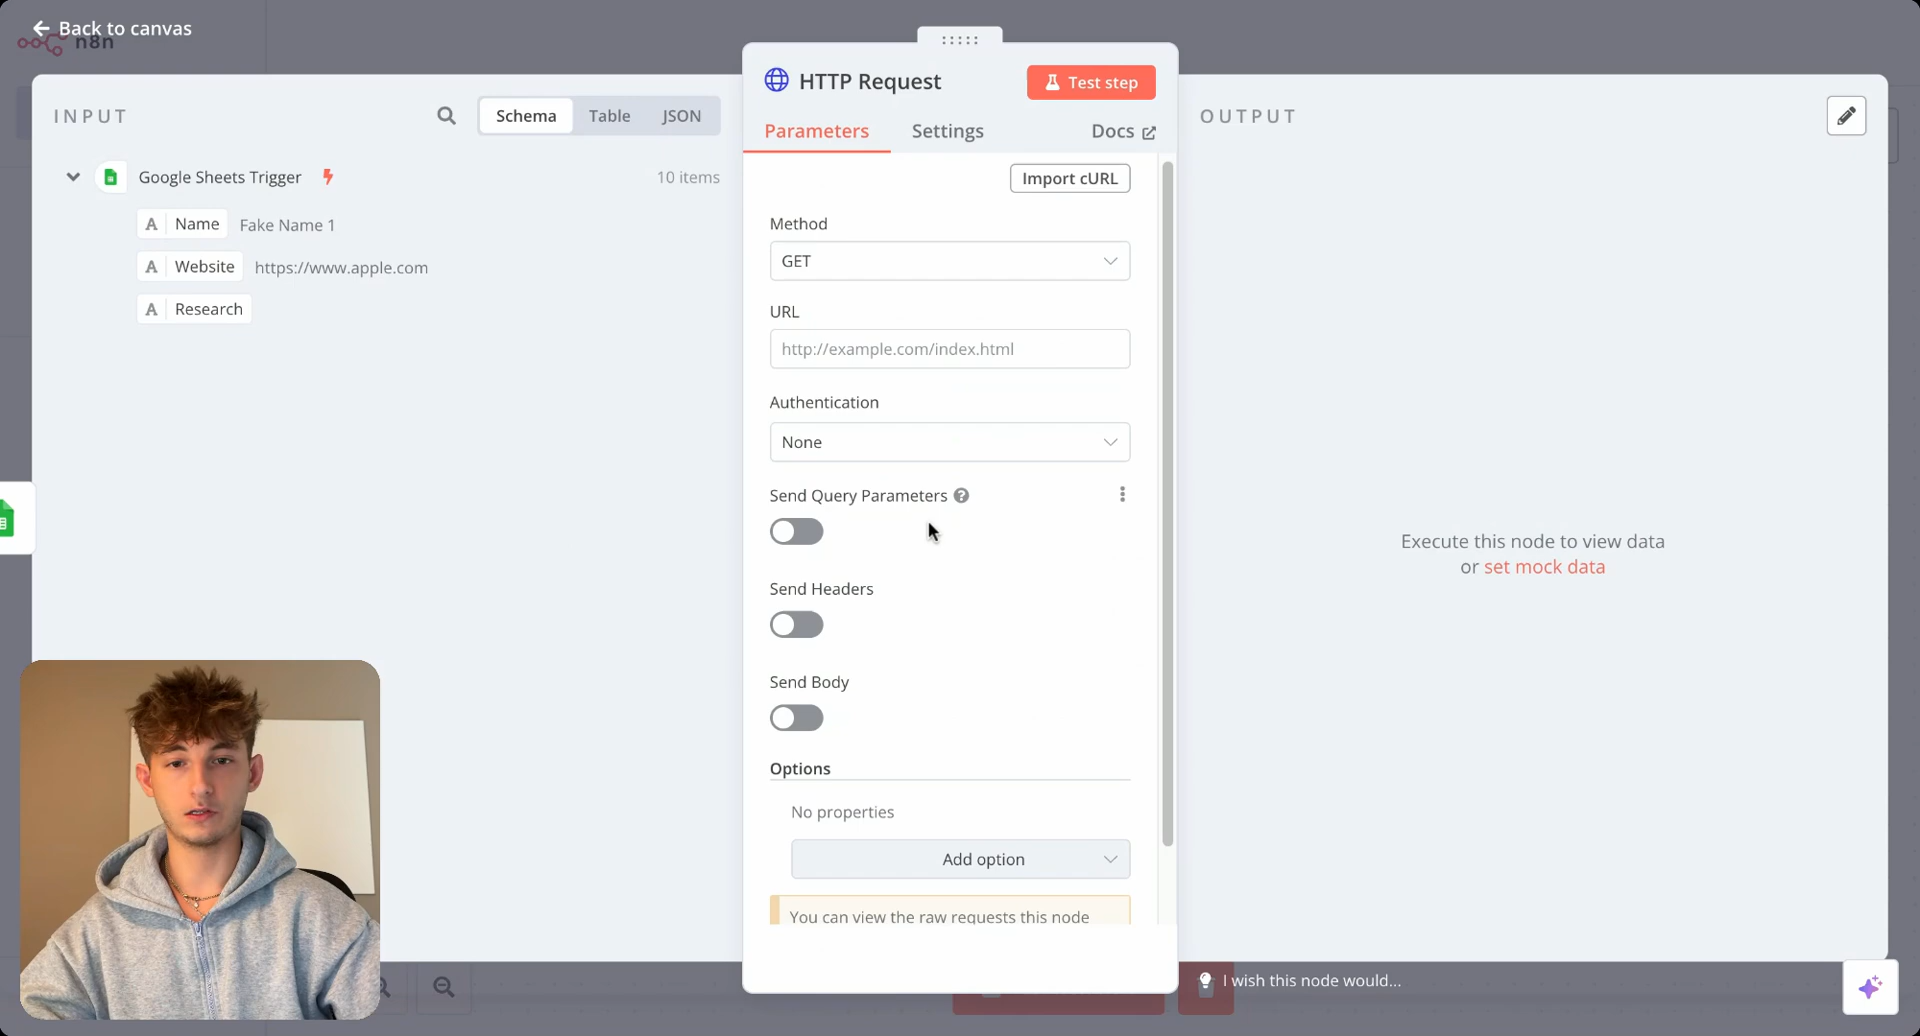 Back to canvas
n8n
INPUT
Schema
Table
JSON
Google Sheets Trigger
10 items
A Name Fake Name 1
A Website https://www.apple.com
A Research
HTTP Request
Test step
Parameters
Settings
Docs
Import cURL
Method
GET
URL
http://example.com/index.html
Authentication
None
Send Query Parameters ?
Send Headers
Send Body
Options
No properties
Add option
You can view the raw requests this node
OUTPUT
Execute this node to view data
or set mock data
I wish this node would...